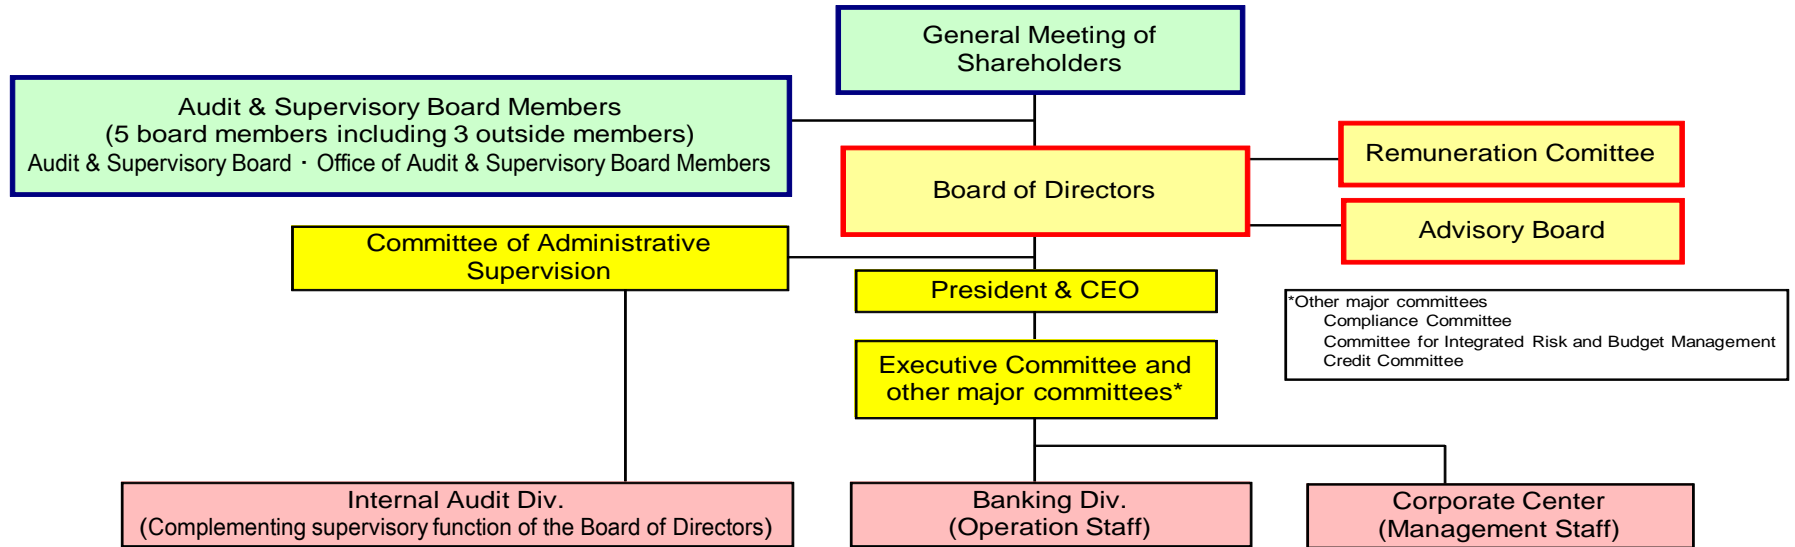 General Meeting of
Shareholders
Audit & Supervisory Board Members
(5 board members including 3 outside members)
Audit & Supervisory Board・Office of Audit & Supervisory Board Members
Remuneration Comittee
Board of Directors
Advisory Board
Committee of Administrative
Supervision
President & CEO
*Other major committees
Compliance Committee
Committee for Integrated Risk and Budget Management
Credit Committee
Executive Committee and
other major committees*
Internal Audit Div.
(Complementing supervisory function of the Board of Directors)
Banking Div.
(Operation Staff)
Corporate Center
(Management Staff)